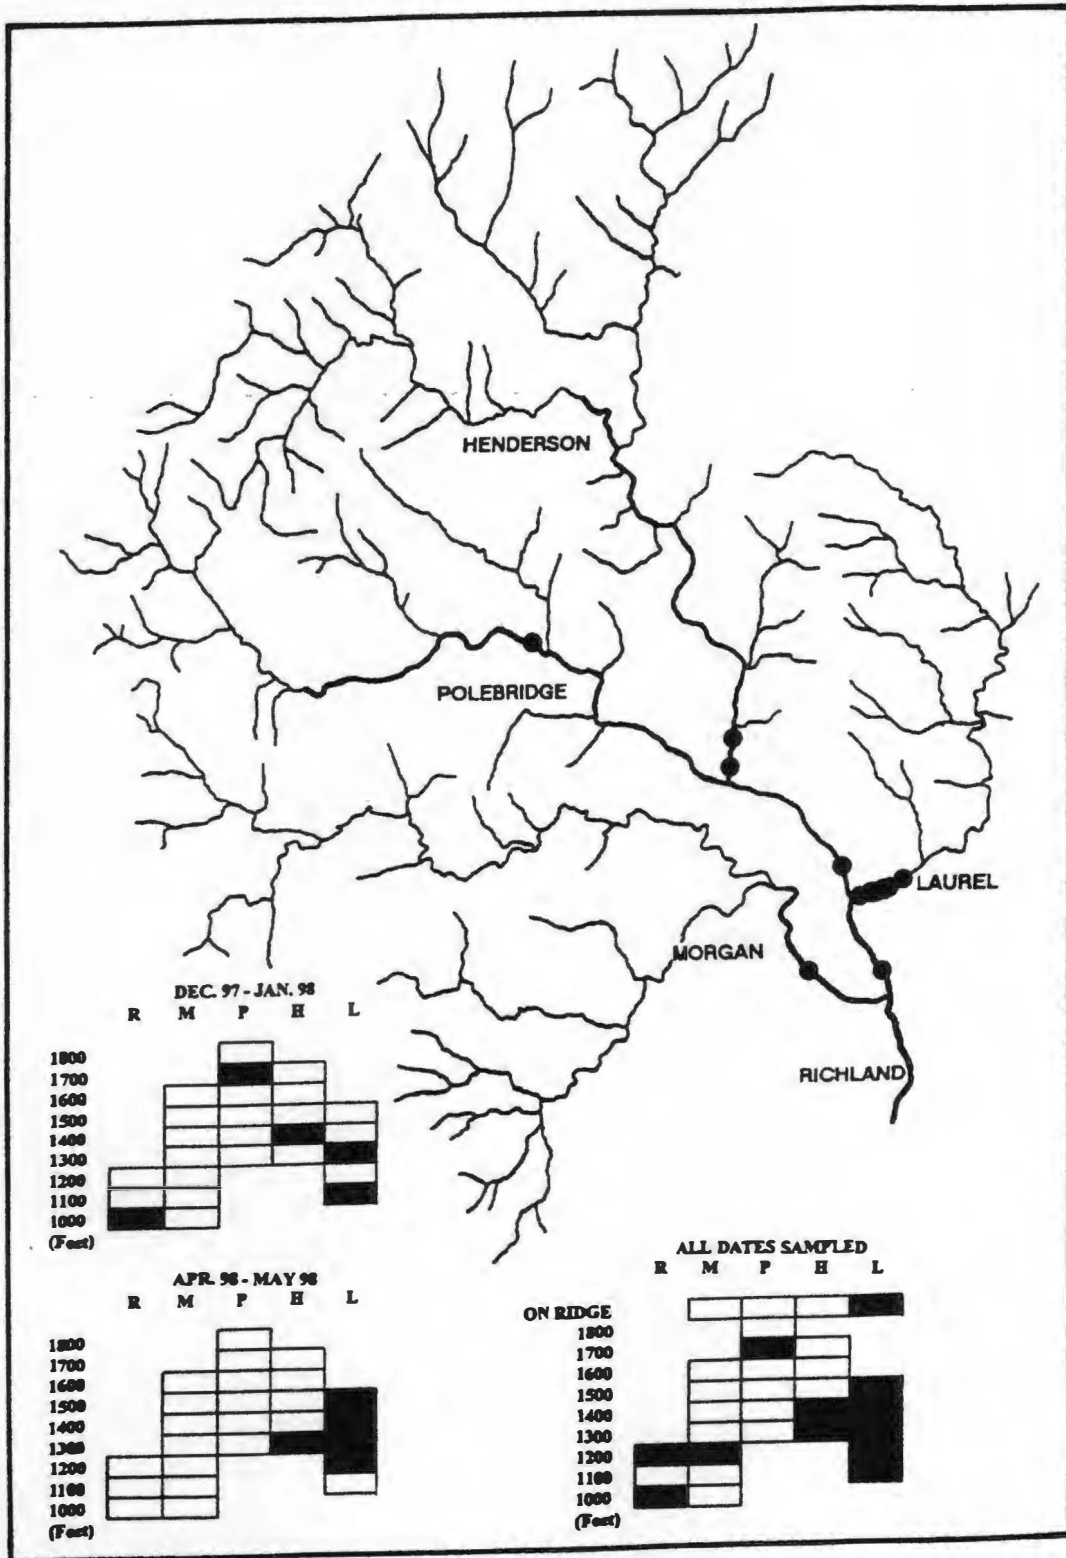 HENDERSON
POLEBRIDGE
LAUREL
MORGAN
RICHLAND
DEC. 97 - JAN. 98
R M P H L
1800
1700
1600
1500
1400
1300
1200
1100
1000
(Feet)
APR. 98 - MAY 98
R M P H L
1800
1700
1600
1500
1400
1300
1200
1100
1000
(Feet)
ALL DATES SAMPLED
R M P H L
ON RIDGE
1800
1700
1600
1500
1400
1300
1200
1100
1000
(Feet)